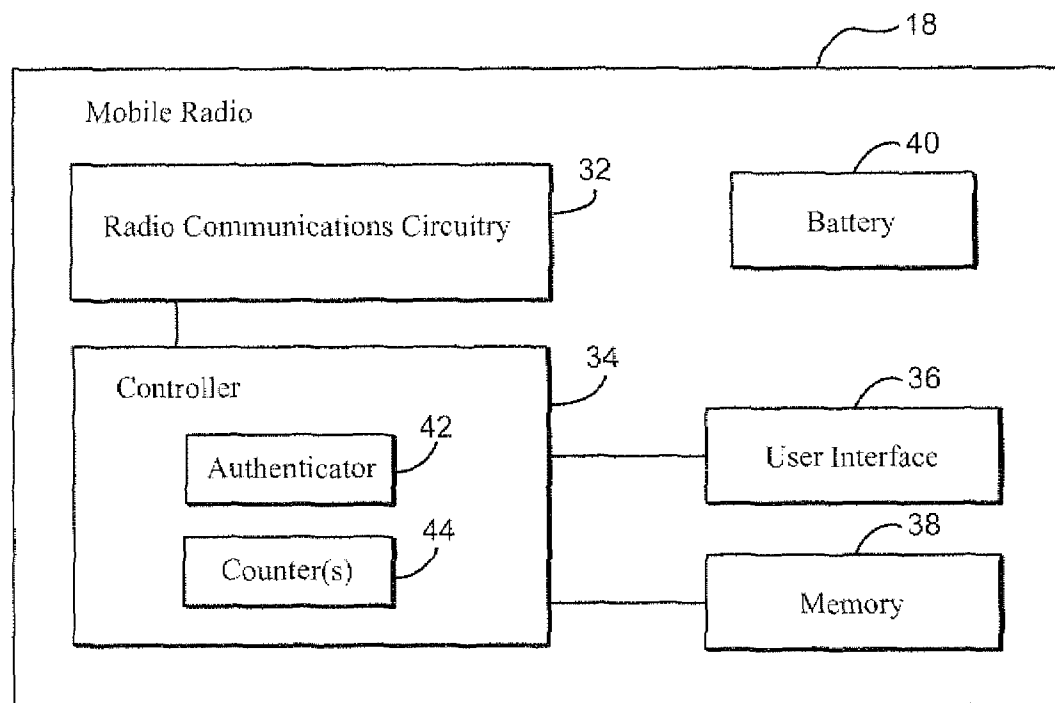 18
Mobile Radio
32
40
Radio Communications Circuitry
Battery
34
36
Controller
42
Authenticator
User Interface
44
38
Counter(s)
Memory